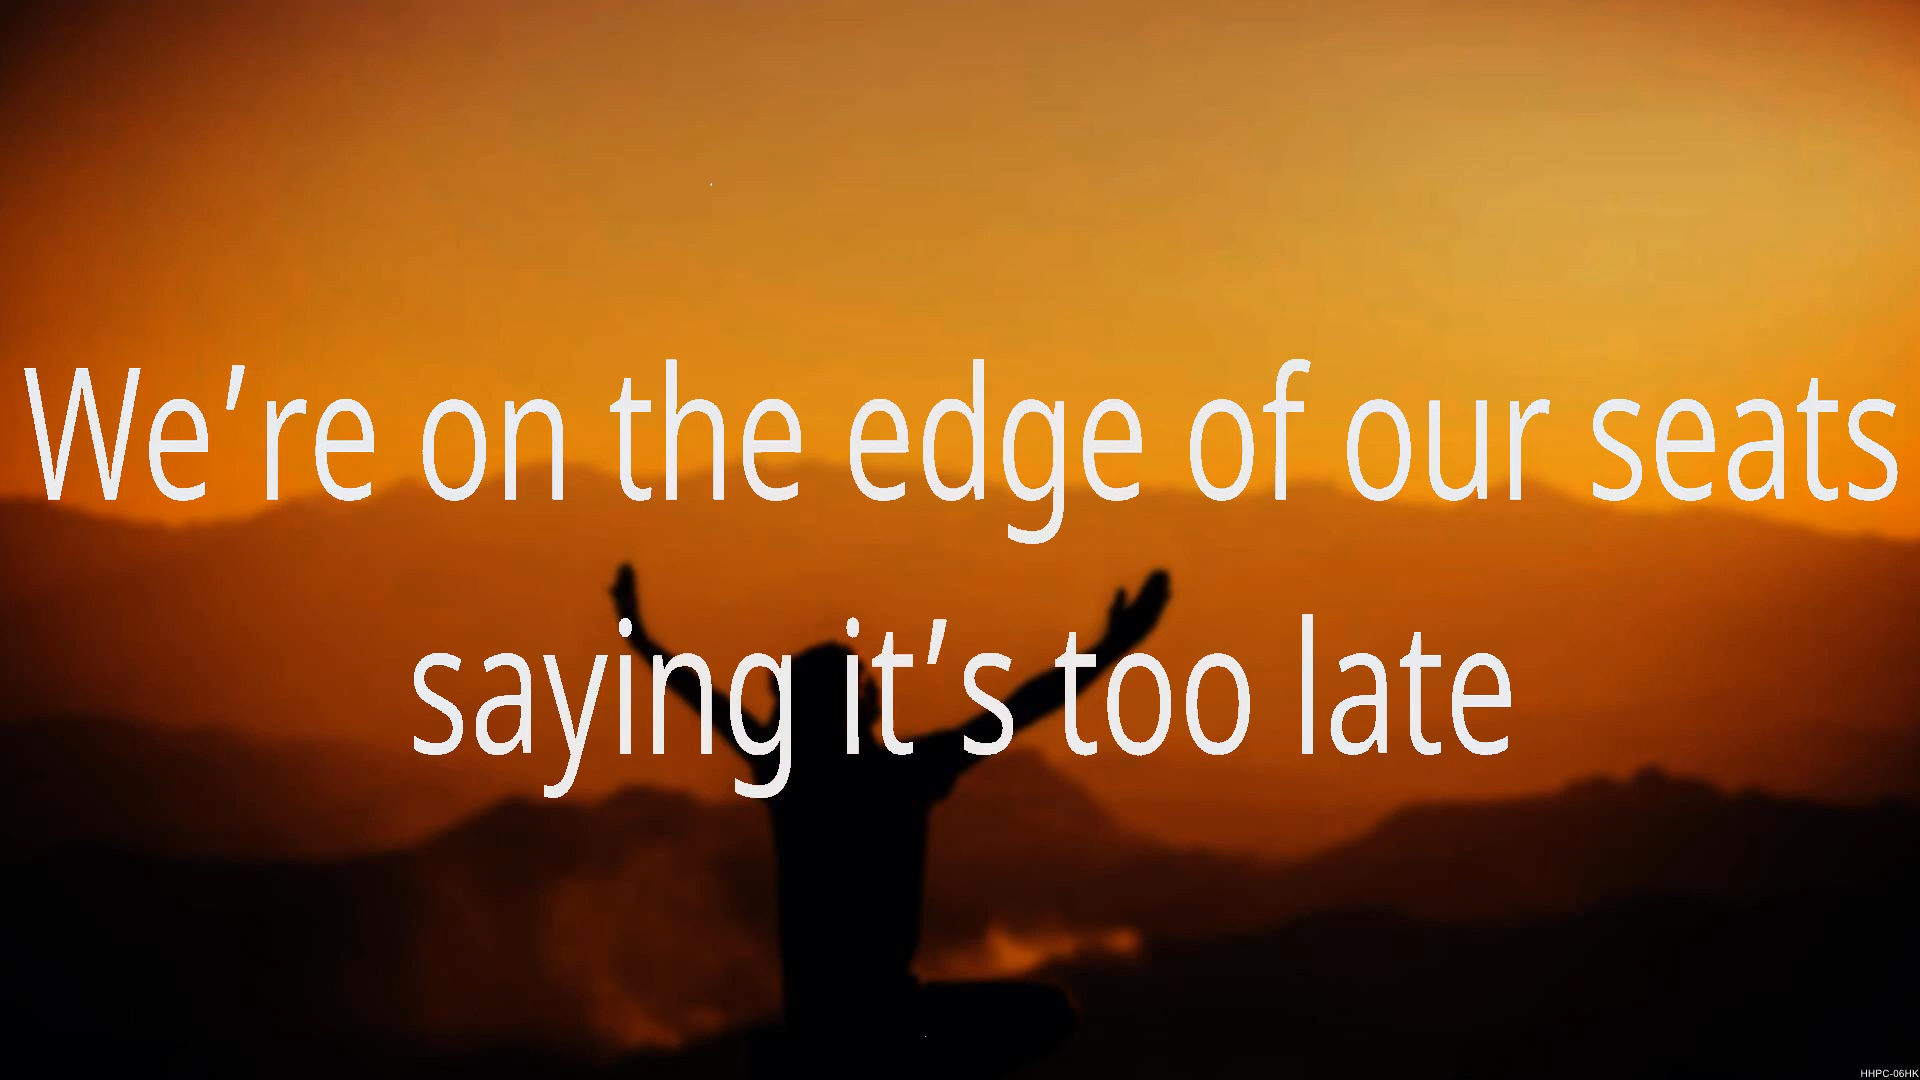 We’re on the edge of our seats
saying it’s too late
HHPC-06HK